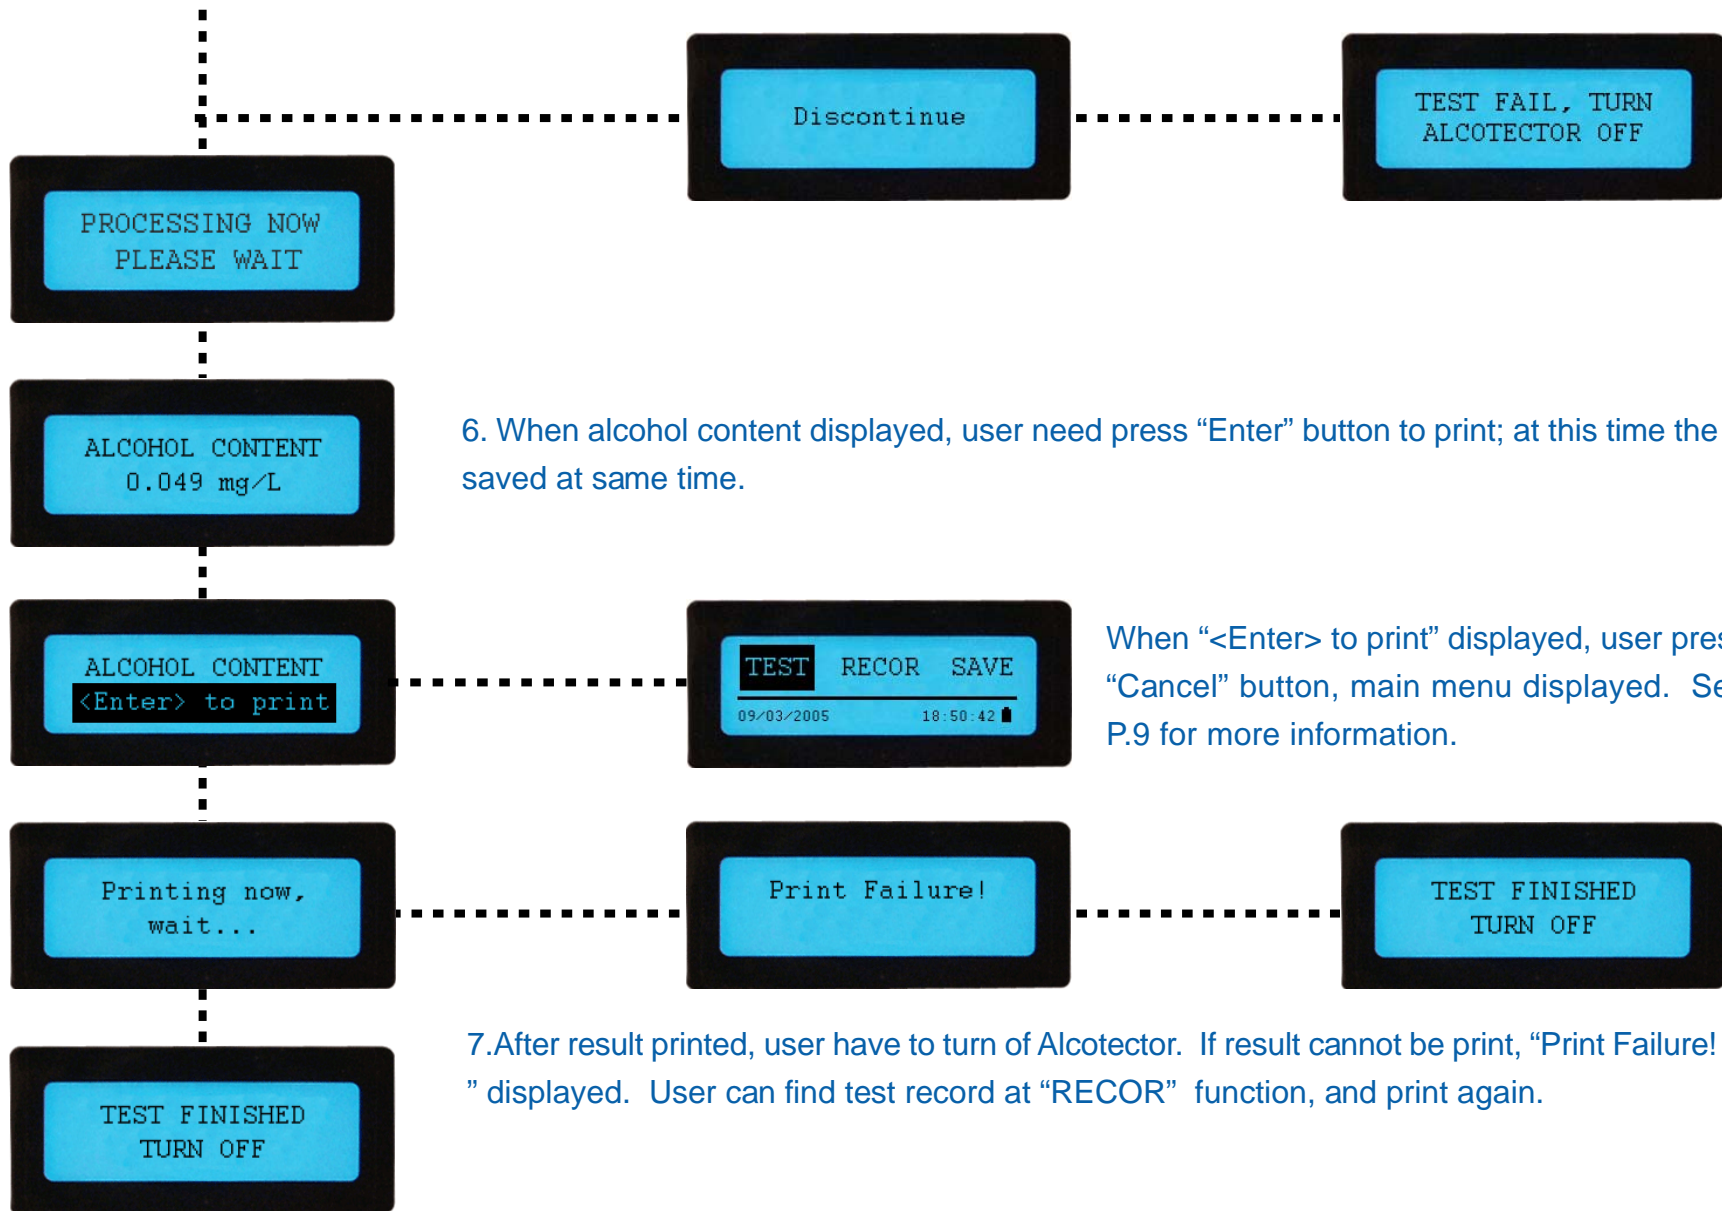 Discontinue
TEST FAIL, TURN
ALCOTECTOR OFF
PROCESSING NOW
PLEASE WAIT
ALCOHOL CONTENT
0.049 mg/L
6. When alcohol content displayed, user need press “Enter” button to print; at this time the
saved at same time.
ALCOHOL CONTENT
<Enter> to print
TEST RECOR SAVE
09/03/2005 18:50:42
When “<Enter> to print” displayed, user pres
“Cancel” button, main menu displayed. Se
P.9 for more information.
Printing now,
wait...
Print Failure!
TEST FINISHED
TURN OFF
7.After result printed, user have to turn of Alcotector. If result cannot be print, “Print Failure!
” displayed. User can find test record at “RECOR” function, and print again.
TEST FINISHED
TURN OFF